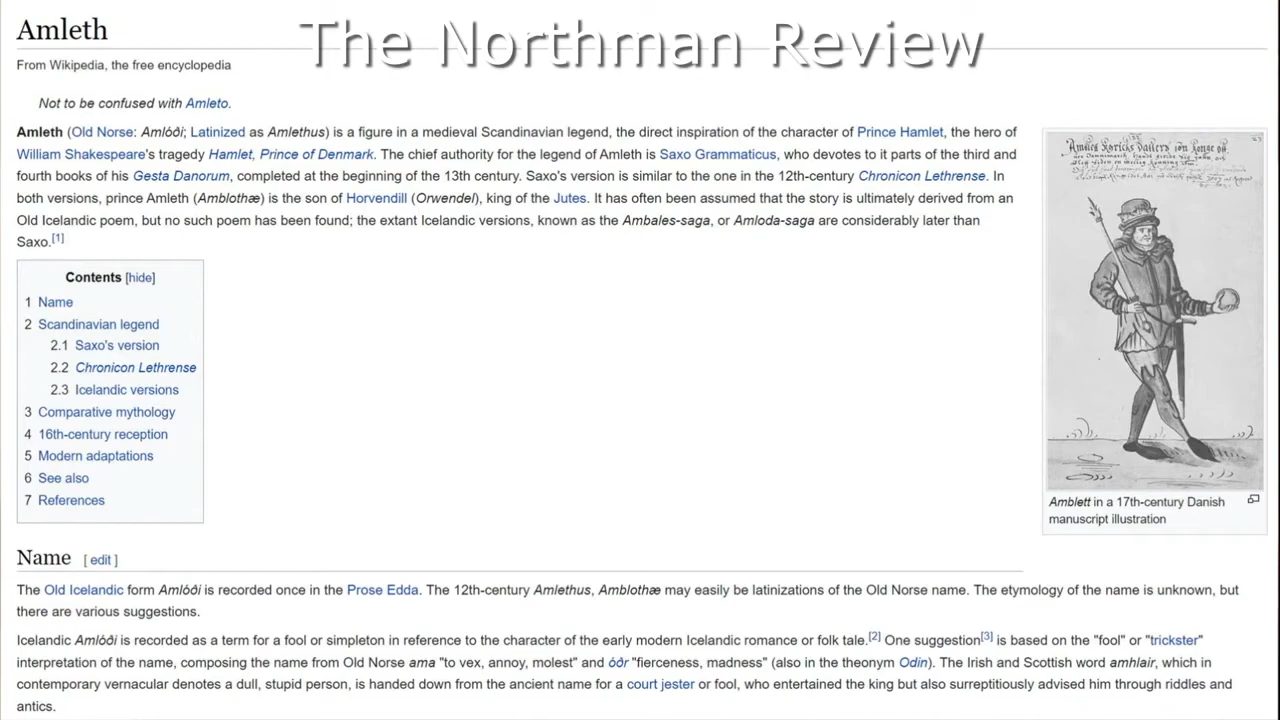 The Northman Review
Amleth
From Wikipedia, the free encyclopedia
Not to be confused with Amleto.
Amleth (Old Norse: Amlóði; Latinized as Amlethus) is a figure in a medieval Scandinavian legend, the direct inspiration of the character of Prince Hamlet, the hero of
William Shakespeare's tragedy Hamlet, Prince of Denmark. The chief authority for the legend of Amleth is Saxo Grammaticus, who devotes to it parts of the third and
fourth books of his Gesta Danorum, completed at the beginning of the 13th century. Saxo's version is similar to the one in the 12th-century Chronicon Lethrense. In
both versions, prince Amleth (Amblothæ) is the son of Horvendill (Orwendel), king of the Jutes. It has often been assumed that the story is ultimately derived from an
Old Icelandic poem, but no such poem has been found; the extant Icelandic versions, known as the Ambales-saga, or Amloda-saga are considerably later than
Saxo.[1]
Contents [hide]
1 Name
2 Scandinavian legend
2.1 Saxo's version
2.2 Chronicon Lethrense
2.3 Icelandic versions
3 Comparative mythology
4 16th-century reception
5 Modern adaptations
6 See also
7 References
Amblett in a 17th-century Danish
manuscript illustration
Name [ edit ]
The Old Icelandic form Amlóði is recorded once in the Prose Edda. The 12th-century Amlethus, Amblothæ may easily be latinizations of the Old Norse name. The etymology of the name is unknown, but
there are various suggestions.
Icelandic Amlóði is recorded as a term for a fool or simpleton in reference to the character of the early modern Icelandic romance or folk tale.[2] One suggestion[3] is based on the "fool" or "trickster"
interpretation of the name, composing the name from Old Norse ama "to vex, annoy, molest" and óðr "fierceness, madness" (also in the theonym Odin). The Irish and Scottish word amhlair, which in
contemporary vernacular denotes a dull, stupid person, is handed down from the ancient name for a court jester or fool, who entertained the king but also surreptitiously advised him through riddles and
antics.